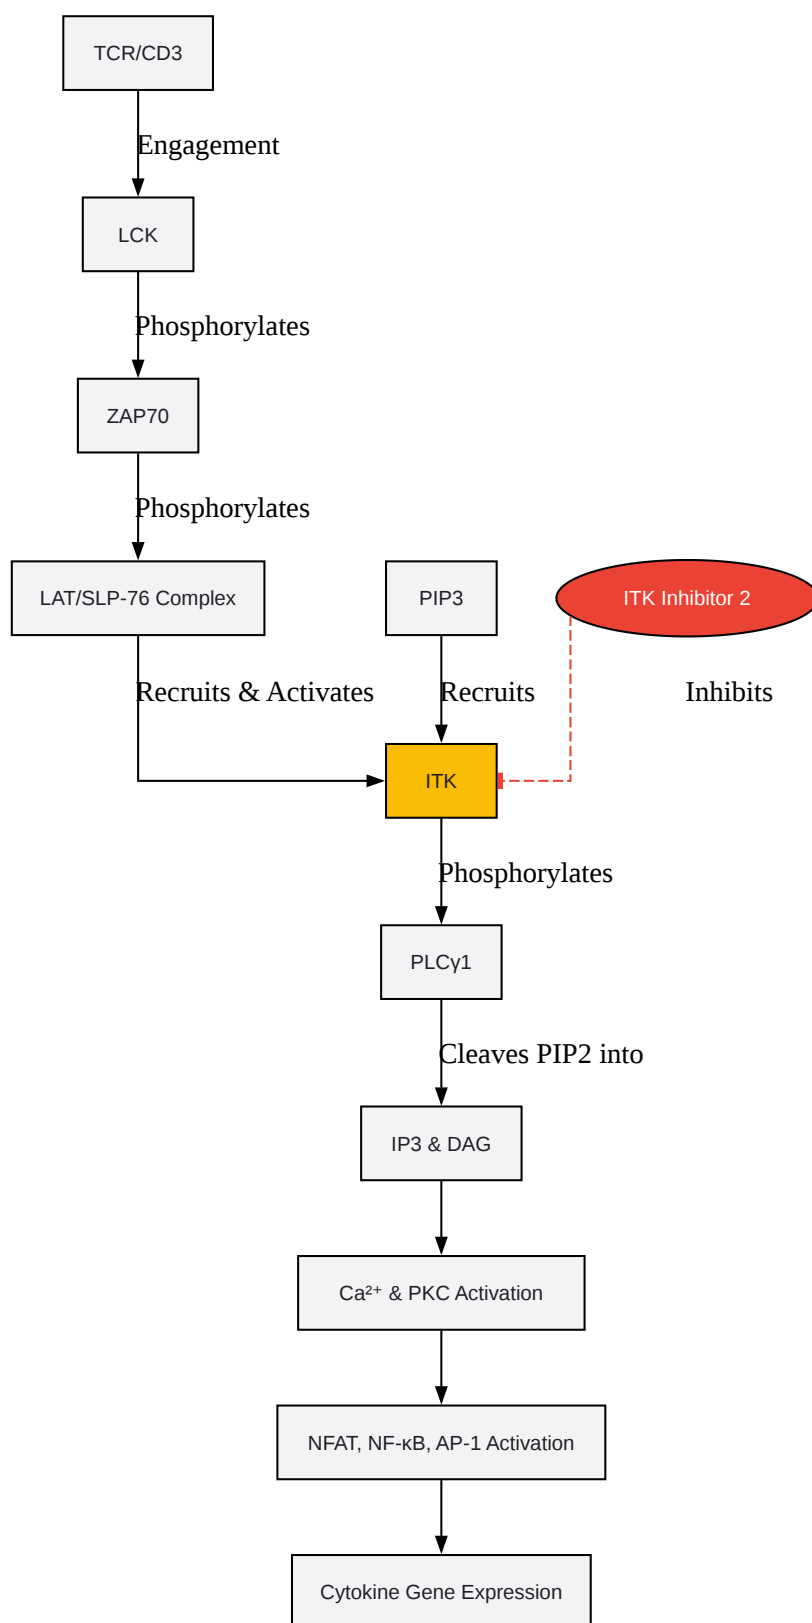 TCR/CD3
Engagement
LCK
Phosphorylates
ZAP70
Phosphorylates
LAT/SLP-76 Complex
PIP3
ITK Inhibitor 2
Recruits & Activates
Recruits
Inhibits
ITK
Phosphorylates
PLCγ1
Cleaves PIP2 into
IP3 & DAG
Ca²⁺ & PKC Activation
NFAT, NF-κB, AP-1 Activation
Cytokine Gene Expression